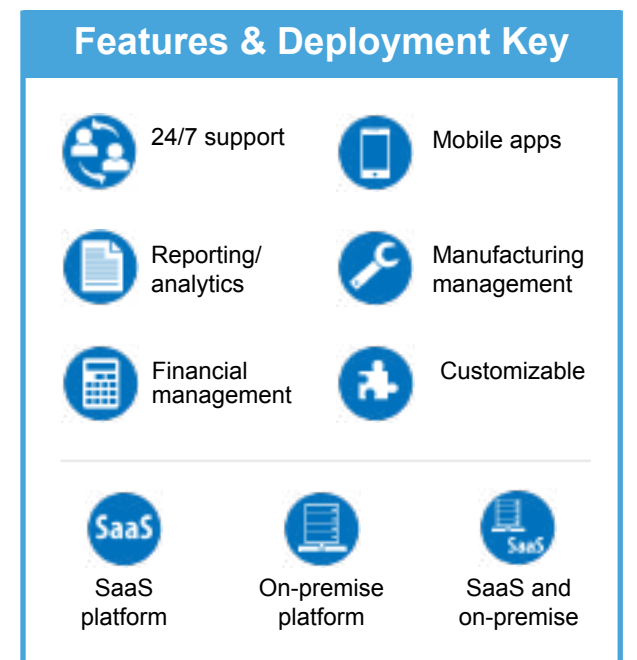 Features & Deployment Key
24/7 support
Mobile apps
Reporting/
analytics
Manufacturing
management
Financial
management
Customizable
SaaS
SaaS
platform
On-premise
platform
SaaS
SaaS and
on-premise